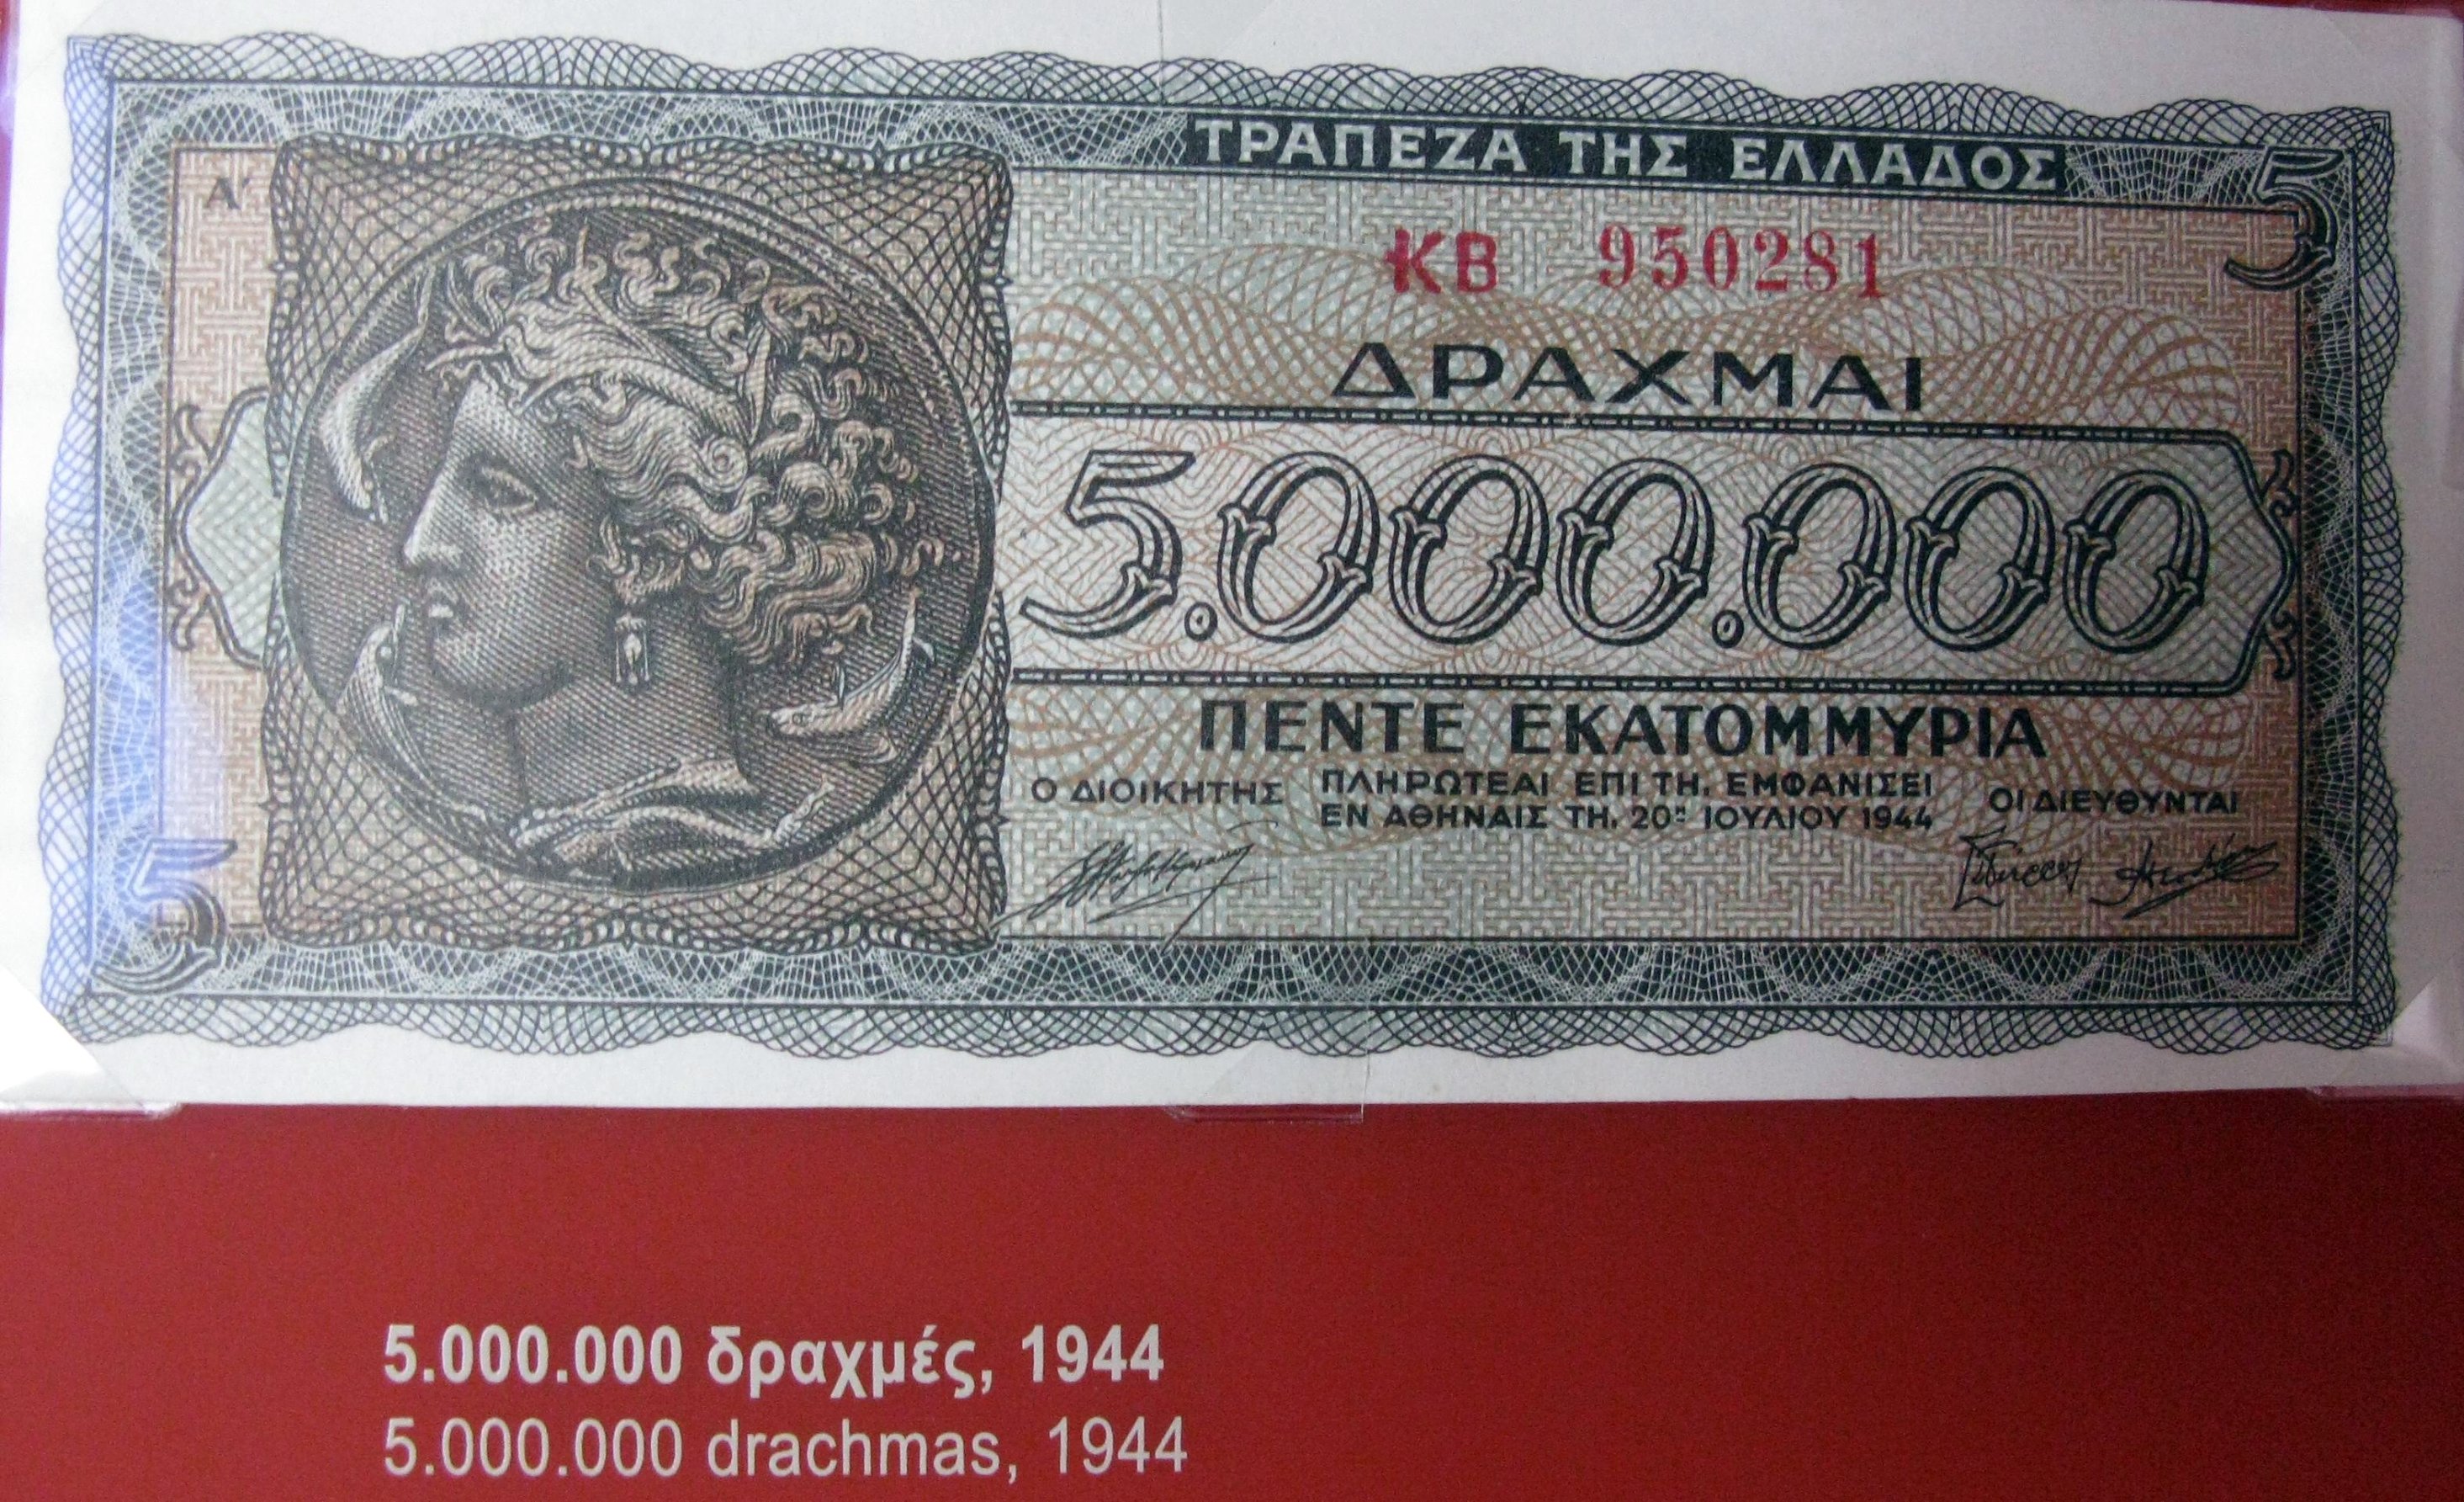 ΤΡΑΠΕΖΑ ΤΗΣ ΕΛΛΑΔΟΣ
5
Α΄
ΚΒ 950281
ΔΡΑΧΜΑΙ
5.000.000
ΠΕΝΤΕ ΕΚΑΤΟΜΜΥΡΙΑ
Ο ΔΙΟΙΚΗΤΗΣ
ΠΛΗΡΩΤΕΑΙ ΕΠΙ ΤΗ. ΕΜΦΑΝΙΣΕΙ
ΕΝ ΑΘΗΝΑΙΣ ΤΗ. 20ῌ ΙΟΥΛΙΟΥ 1944
ΟΙ ΔΙΕΥΘΥΝΤΑΙ
5
5.000.000 δραχμές, 1944
5.000.000 drachmas, 1944